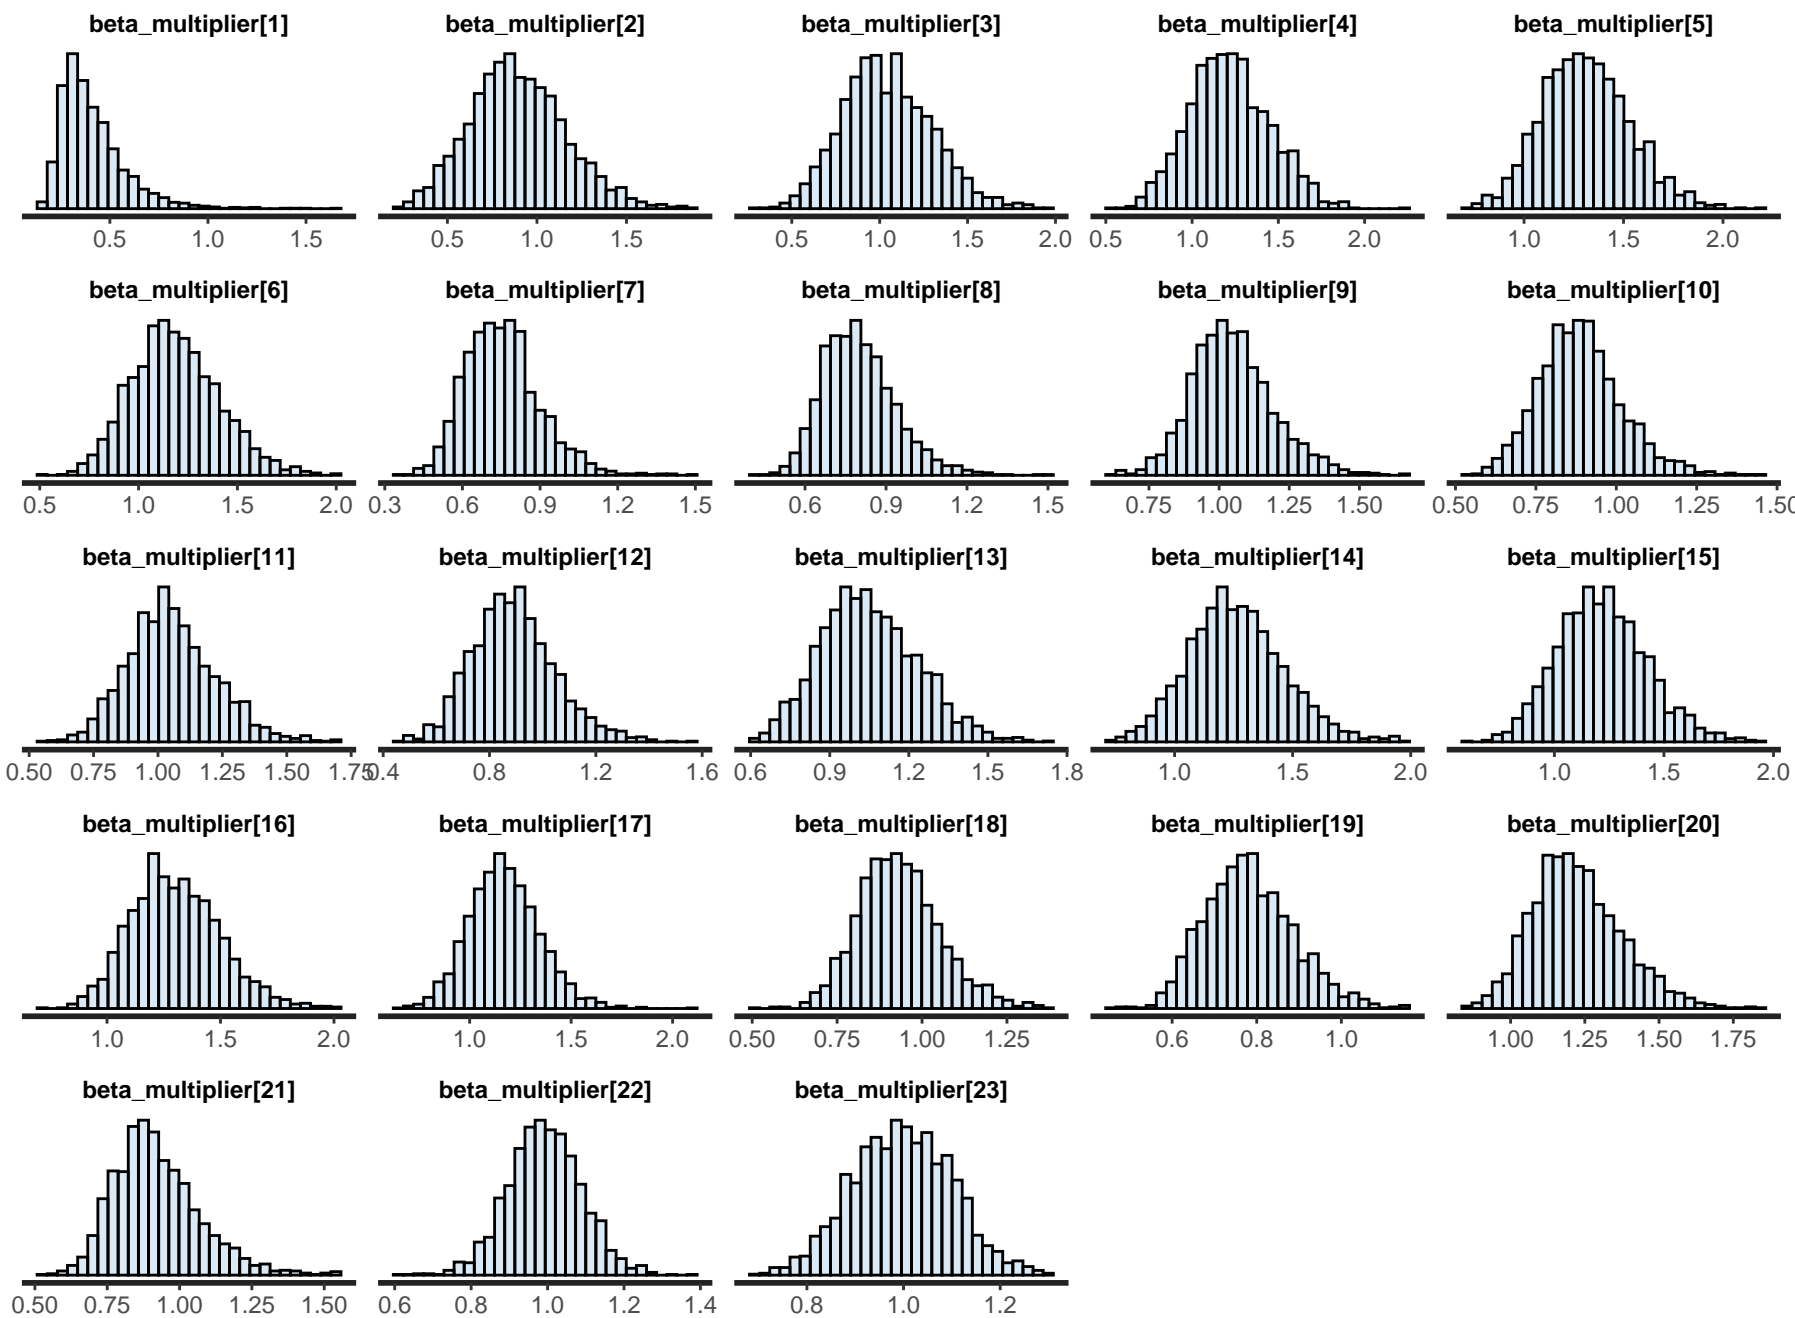 beta_multiplier[1] beta_multiplier[2] beta_multiplier[3] beta_multiplier[4] beta_multiplier[5]
0.5 1.0 1.5 0.5 1.0 1.5 0.5 1.0 1.5 2.0 0.5 1.0 1.5 2.0 1.0 1.5 2.0
beta_multiplier[6] beta_multiplier[7] beta_multiplier[8] beta_multiplier[9] beta_multiplier[10]
0.5 1.0 1.5 2.0 0.3 0.6 0.9 1.2 1.5 0.6 0.9 1.2 1.5 0.75 1.00 1.25 1.50 0.50 0.75 1.00 1.25 1.50
beta_multiplier[11] beta_multiplier[12] beta_multiplier[13] beta_multiplier[14] beta_multiplier[15]
0.50 0.75 1.00 1.25 1.50 1.75 0.4 0.8 1.2 1.6 0.6 0.9 1.2 1.5 1.8 1.0 1.5 2.0 1.0 1.5 2.0
beta_multiplier[16] beta_multiplier[17] beta_multiplier[18] beta_multiplier[19] beta_multiplier[20]
1.0 1.5 2.0 1.0 1.5 2.0 0.50 0.75 1.00 1.25 0.6 0.8 1.0 1.00 1.25 1.50 1.75
beta_multiplier[21] beta_multiplier[22] beta_multiplier[23]
0.50 0.75 1.00 1.25 1.50 0.6 0.8 1.0 1.2 1.4 0.8 1.0 1.2